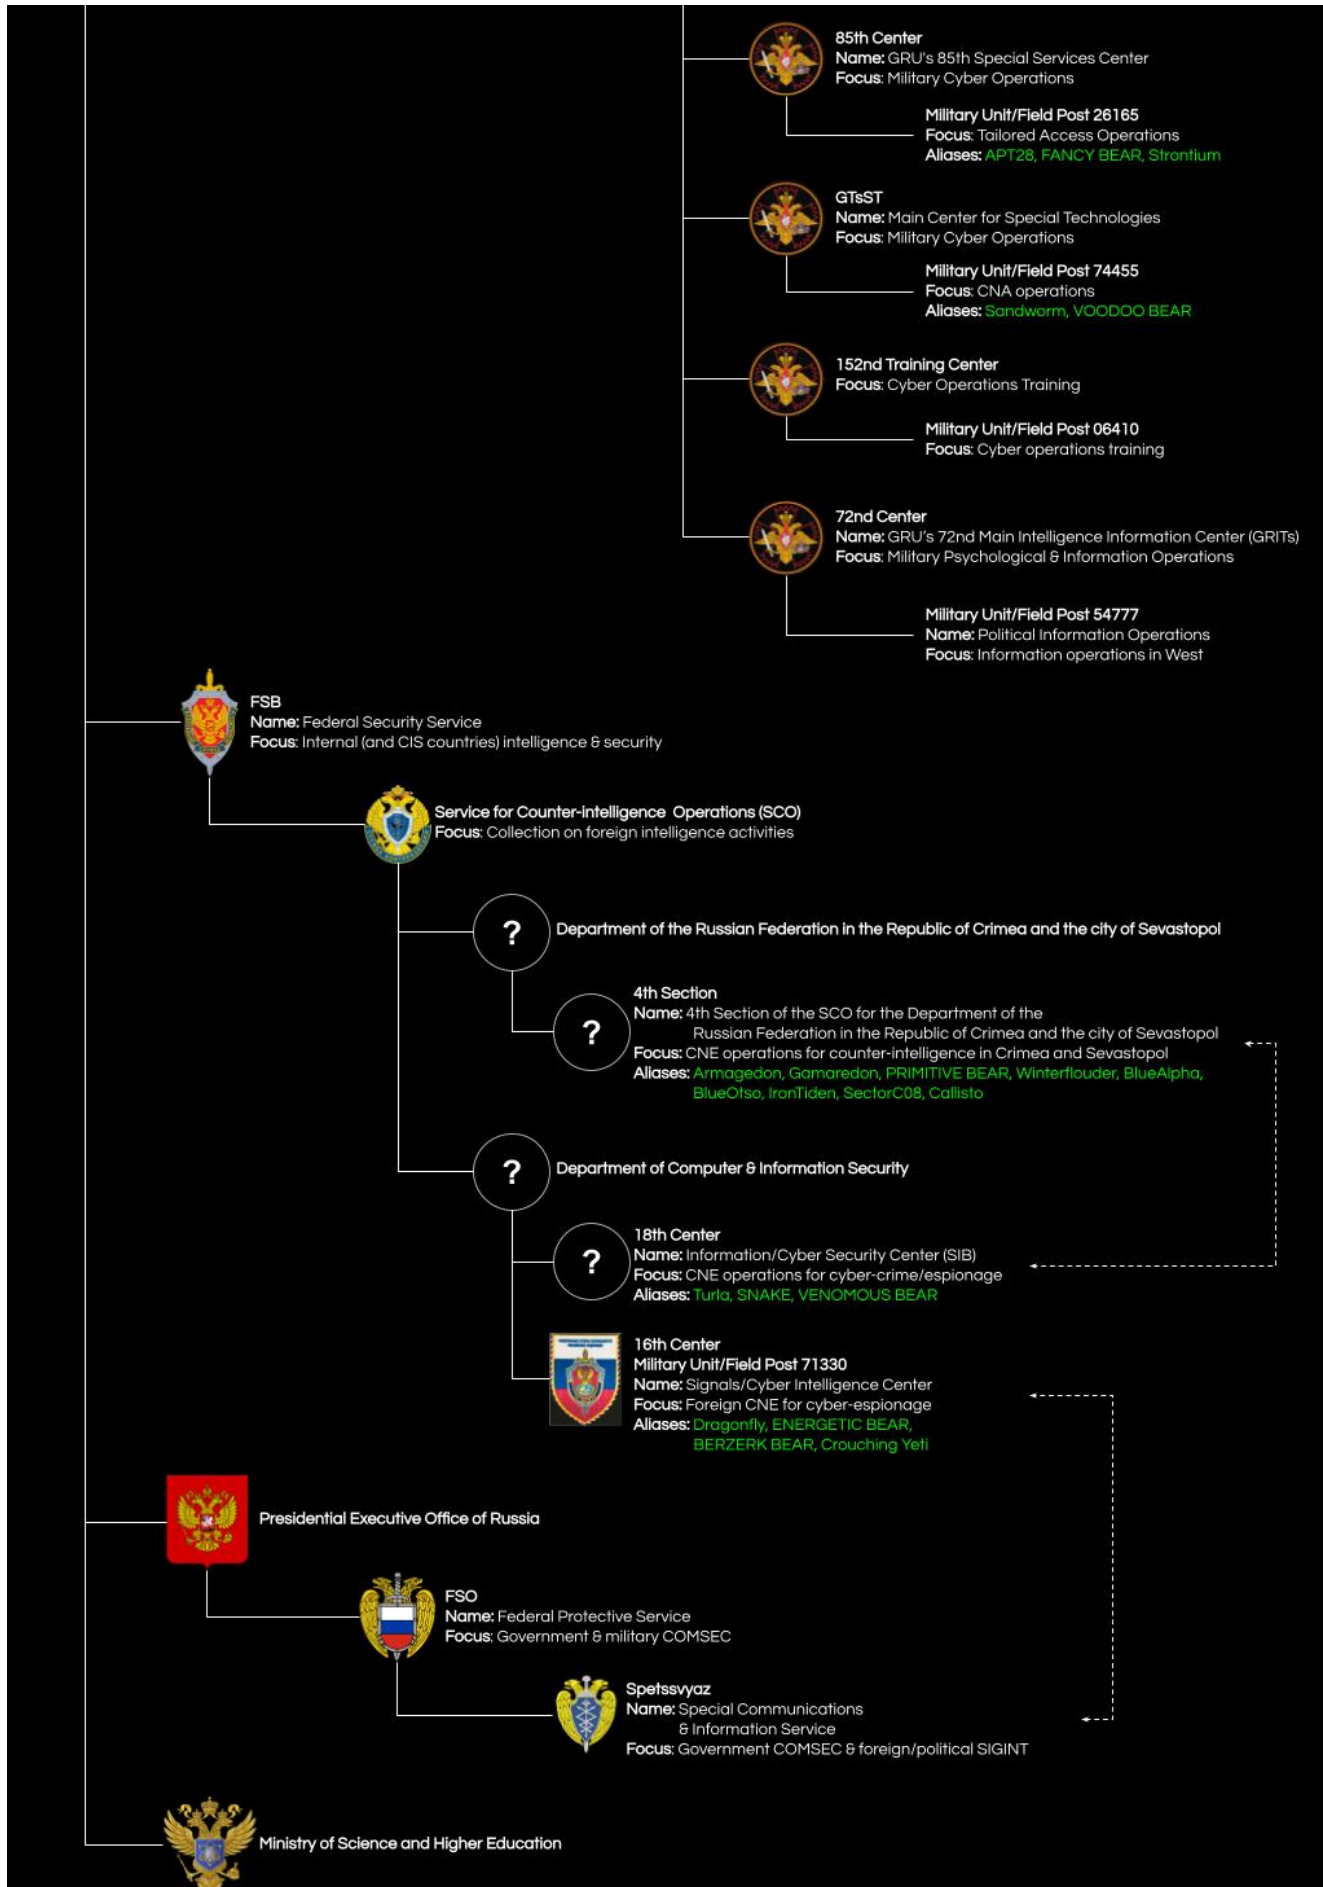 85th Center
Name: GRU's 85th Special Services Center
Focus: Military Cyber Operations
Military Unit/Field Post 26165
Focus: Tailored Access Operations
Aliases: APT28, FANCY BEAR, Strontium
GTsST
Name: Main Center for Special Technologies
Focus: Military Cyber Operations
Military Unit/Field Post 74455
Focus: CNA operations
Aliases: Sandworm, VOODOO BEAR
152nd Training Center
Focus: Cyber Operations Training
Military Unit/Field Post 06410
Focus: Cyber operations training
72nd Center
Name: GRU's 72nd Main Intelligence Information Center (GRITs)
Focus: Military Psychological & Information Operations
Military Unit/Field Post 54777
Name: Political Information Operations
Focus: Information operations in West
FSB
Name: Federal Security Service
Focus: Internal (and CIS countries) intelligence & security
Service for Counter-intelligence Operations (SCO)
Focus: Collection on foreign intelligence activities
?
Department of the Russian Federation in the Republic of Crimea and the city of Sevastopol
?
4th Section
Name: 4th Section of the SCO for the Department of the
Russian Federation in the Republic of Crimea and the city of Sevastopol
Focus: CNE operations for counter-intelligence in Crimea and Sevastopol
Aliases: Armagedon, Gamaredon, PRIMITIVE BEAR, Winterflouder, BlueAlpha,
BlueOtso, IronTiden, SectorC08, Callisto
?
Department of Computer & Information Security
?
18th Center
Name: Information/Cyber Security Center (SIB)
Focus: CNE operations for cyber-crime/espionage
Aliases: Turla, SNAKE, VENOMOUS BEAR
16th Center
Military Unit/Field Post 71330
Name: Signals/Cyber Intelligence Center
Focus: Foreign CNE for cyber-espionage
Aliases: Dragonfly, ENERGETIC BEAR,
BERZERK BEAR, Crouching Yeti
Presidential Executive Office of Russia
FSO
Name: Federal Protective Service
Focus: Government & military COMSEC
Spetssvyaz
Name: Special Communications
& Information Service
Focus: Government COMSEC & foreign/political SIGINT
Ministry of Science and Higher Education